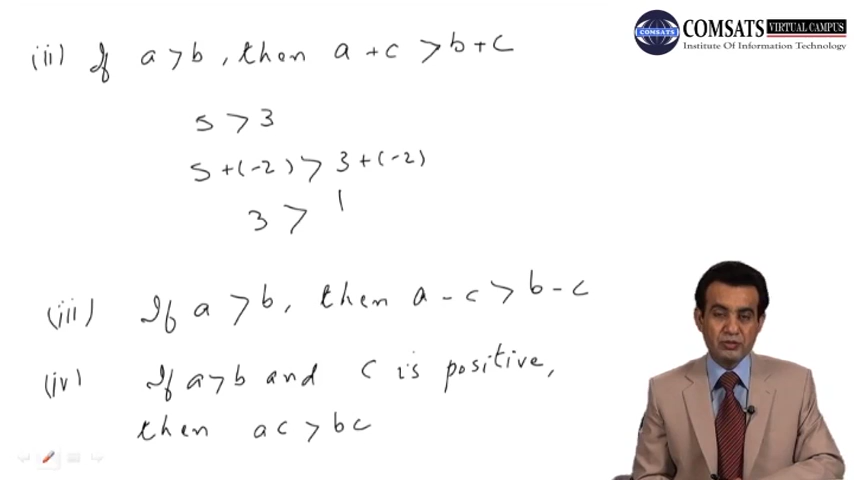 COMSATS VIRTUAL CAMPUS
COMSATS
Institute Of Information Technology
(ii) If a > b, then a + c > b + c
5 > 3
5 + (-2) > 3 + (-2)
3 > 1
(iii) If a > b, then a - c > b - c
(iv) If a > b and c is positive,
then ac > bc